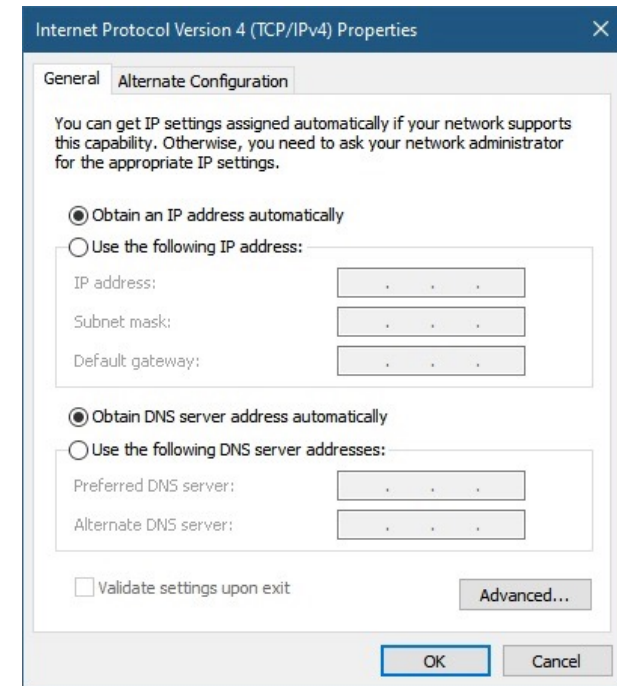 Internet Protocol Version 4 (TCP/IPv4) Properties
General
Alternate Configuration
You can get IP settings assigned automatically if your network supports
this capability. Otherwise, you need to ask your network administrator
for the appropriate IP settings.
Obtain an IP address automatically
Use the following IP address:
IP address:
Subnet mask:
Default gateway:
Obtain DNS server address automatically
Use the following DNS server addresses:
Preferred DNS server:
Alternate DNS server:
Validate settings upon exit
Advanced...
OK
Cancel